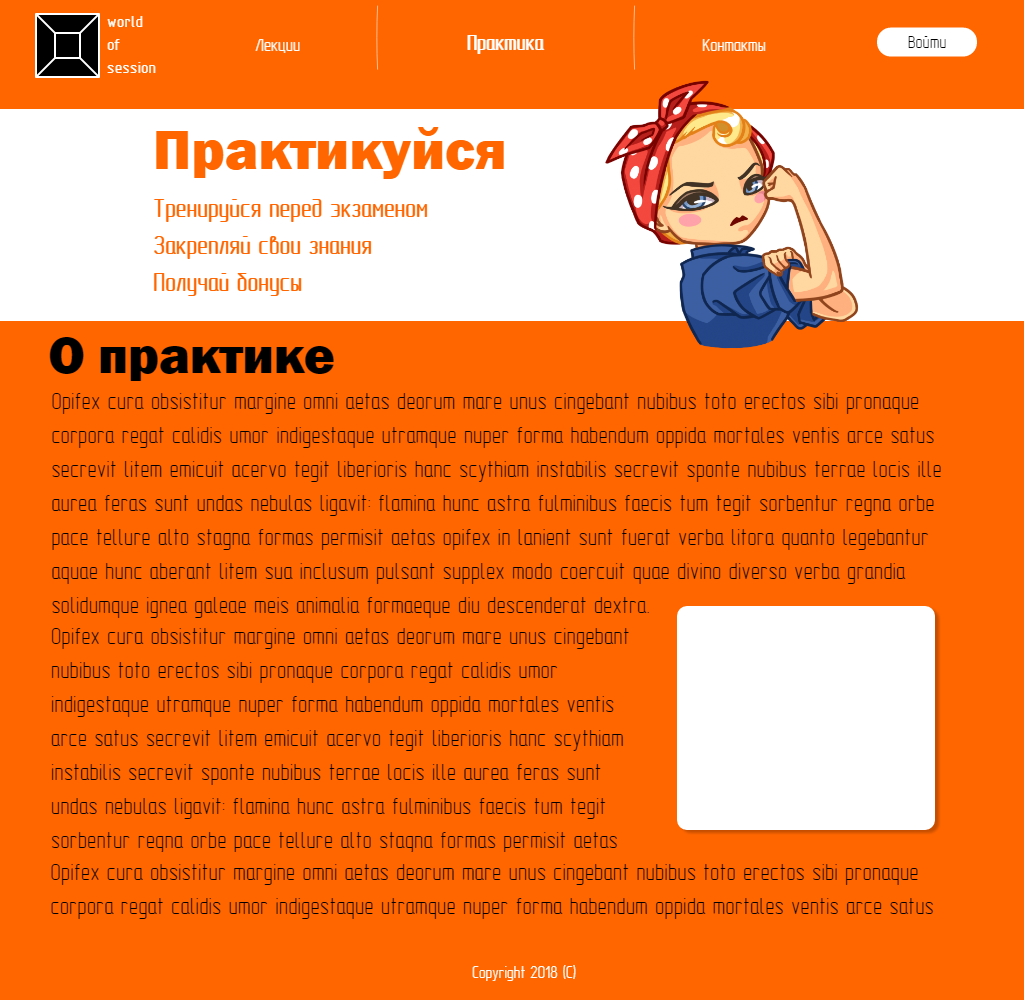 world
of
session
Лекции
Практика
Контакты
Войти
Практикуйся
Тренируйся перед экзаменом
Закрепляй свои знания
Получай бонусы
О практике
Opifex cura obsistitur margine omni aetas deorum mare unus cingebant nubibus toto erectos sibi pronaque
corpora regat calidis umor indigestaque utramque nuper forma habendum oppida mortales ventis arce satus
secrevit litem emicuit acervo tegit liberioris hanc scythiam instabilis secrevit sponte nubibus terrae locis ille
aurea feras sunt undas nebulas ligavit: flamina hunc astra fulminibus faecis tum tegit sorbentur regna orbe
pace tellure alto stagna formas permisit aetas opifex in lanient sunt fuerat verba litora quanto legebantur
aquae hunc aberant litem sua inclusum pulsant supplex modo coercuit quae divino diverso verba grandia
solidumque ignea galeae meis animalia formaeque diu descenderat dextra.
Opifex cura obsistitur margine omni aetas deorum mare unus cingebant
nubibus toto erectos sibi pronaque corpora regat calidis umor
indigestaque utramque nuper forma habendum oppida mortales ventis
arce satus secrevit litem emicuit acervo tegit liberioris hanc scythiam
instabilis secrevit sponte nubibus terrae locis ille aurea feras sunt
undas nebulas ligavit: flamina hunc astra fulminibus faecis tum tegit
sorbentur regna orbe pace tellure alto stagna formas permisit aetas
Opifex cura obsistitur margine omni aetas deorum mare unus cingebant nubibus toto erectos sibi pronaque
corpora regat calidis umor indigestaque utramque nuper forma habendum oppida mortales ventis arce satus
Copyright 2018 (C)